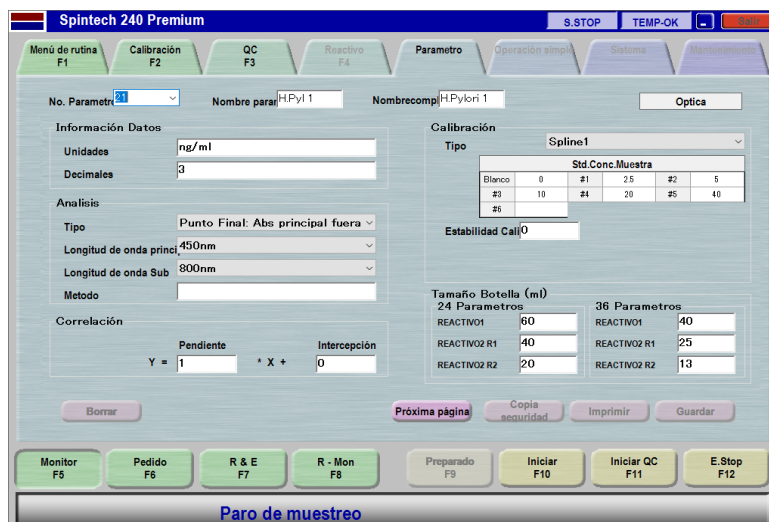 Spintech 240 Premium S.STOP TEMP-OK Salir
Menú de rutina F1 Calibración F2 QC F3 Reactivo F4 Parametro Operación simple Sistema Mantenimiento
No. Parametro 21 Nombre parar H.Pyl 1 Nombrecompl H.Pylori 1 Optica
Información Datos
Unidades ng/ml
Decimales 3
Analisis
Tipo Punto Final: Abs principal fuera
Longitud de onda princi 450nm
Longitud de onda Sub 800nm
Metodo
Correlación
Pendiente Intercepción
Y = 1 * X + 0
Calibración
Tipo Spline1
Std.Conc.Muestra
Blanco 0 #1 2.5 #2 5
#3 10 #4 20 #5 40
#6
Estabilidad Cali 0
Tamaño Botella (ml)
24 Parametros 36 Parametros
REACTIVO1 60 REACTIVO1 40
REACTIVO2 R1 40 REACTIVO2 R1 25
REACTIVO2 R2 20 REACTIVO2 R2 13
Borrar Próxima página Copia seguridad Imprimir Guardar
Monitor F5 Pedido F6 R & E F7 R - Mon F8 Preparado F9 Iniciar F10 Iniciar QC F11 E.Stop F12
Paro de muestreo